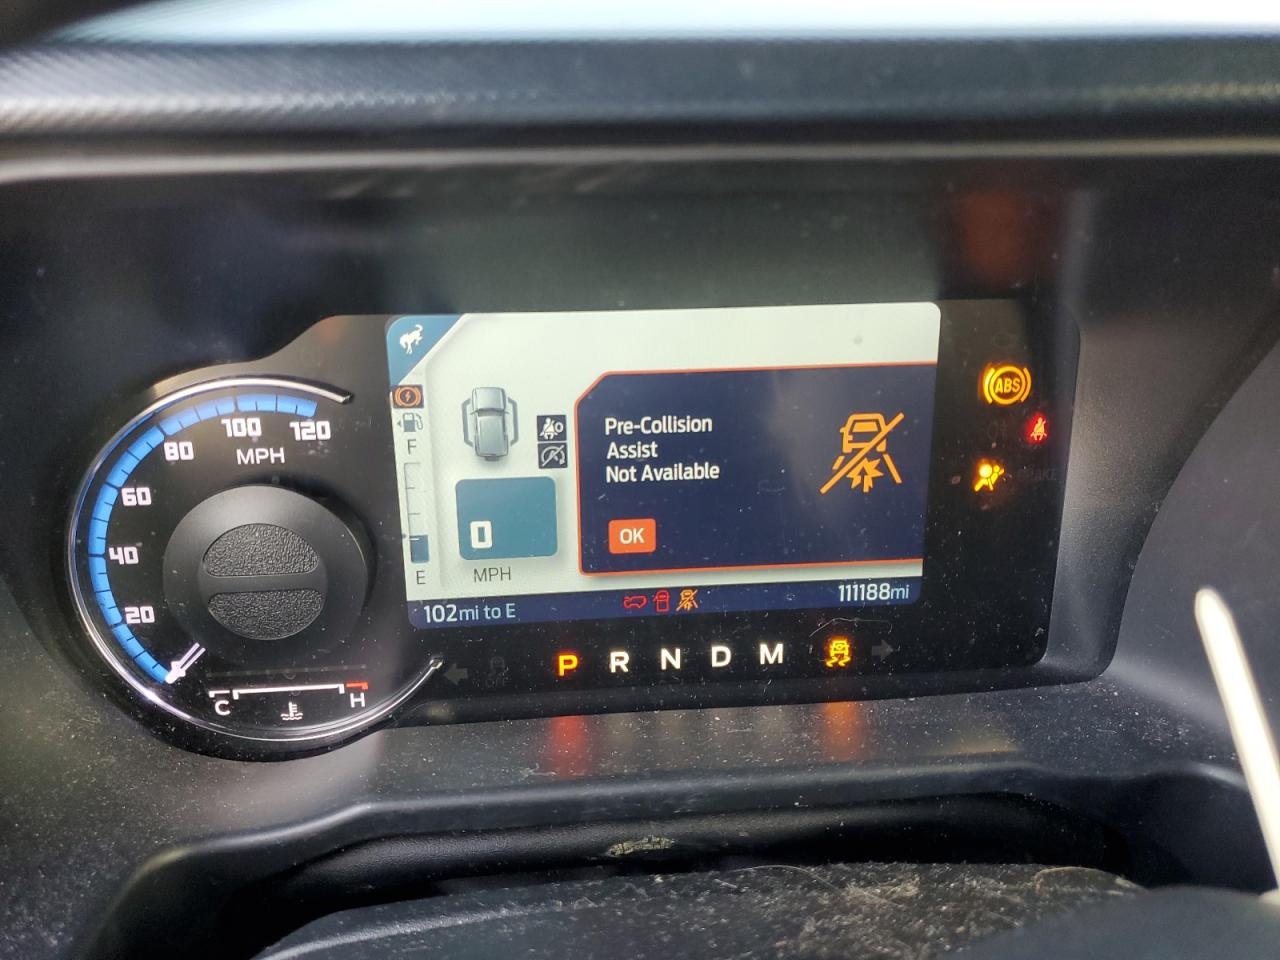 100
120
80
MPH
60
40
20
C
H
F
E
0
MPH
Pre-Collision
Assist
Not Available
OK
102mi to E
111188mi
P R N D M
ABS